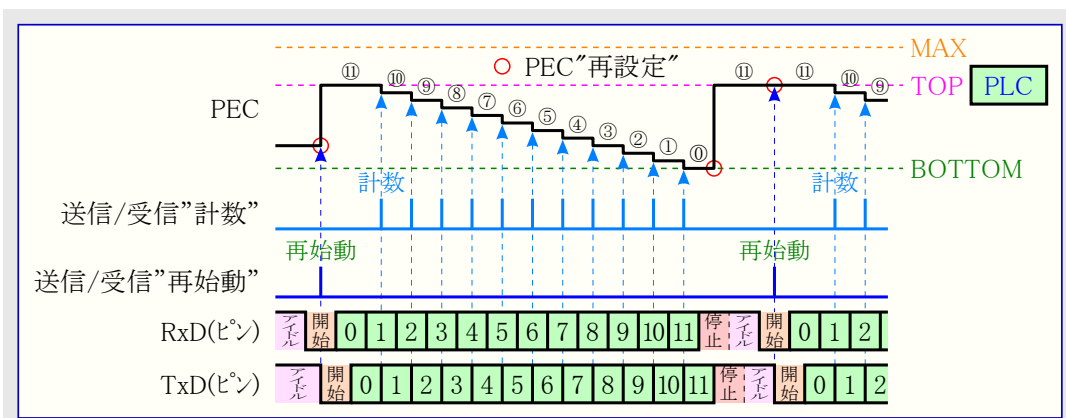 MAX
⑪ ⑩ ⑨ ⑧ ⑦ ⑥ ⑤ ④ ③ ② ① ⓪ ⑪ ⑪ ⑩ ⑨
PEC"再設定"
TOP PLC
PEC
BOTTOM
計数 計数
送信/受信"計数"
再始動 再始動
送信/受信"再始動"
RxD(ピン) アイドル 開始 0 1 2 3 4 5 6 7 8 9 10 11 停止 アイドル 開始 0 1 2
TxD(ピン) アイドル 開始 0 1 2 3 4 5 6 7 8 9 10 11 停止 アイドル 開始 0 1 2